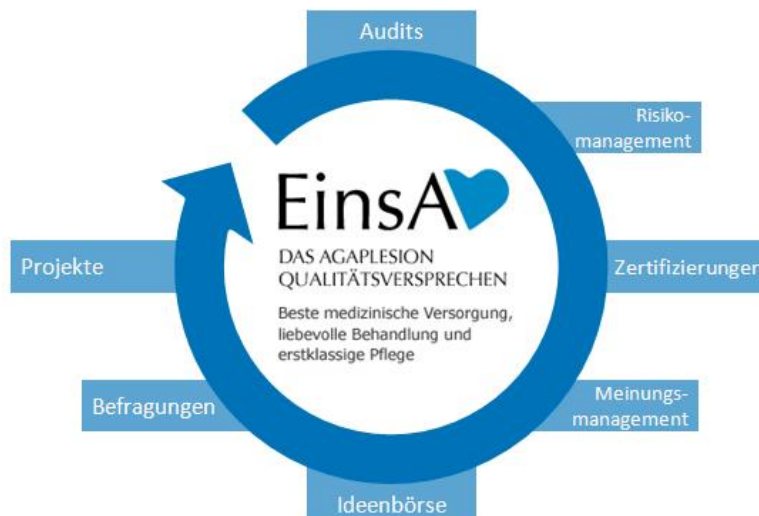 Audits
Risiko-
management
EinsA
DAS AGAPLESION
QUALITÄTSVERSPRECHEN
Beste medizinische Versorgung,
liebevolle Behandlung und
erstklassige Pflege
Projekte
Zertifizierungen
Befragungen
Meinungs-
management
Ideenbörse